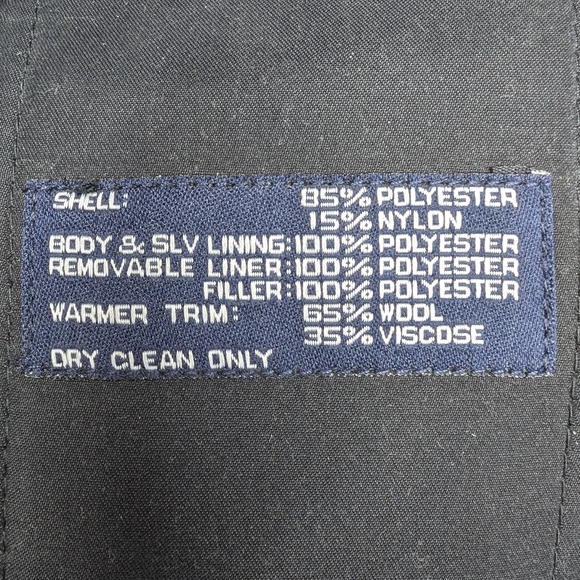 SHELL: 85% POLYESTER
15% NYLON
BODY & SLV LINING: 100% POLYESTER
REMOVABLE LINER: 100% POLYESTER
FILLER: 100% POLYESTER
WARMER TRIM: 65% WOOL
35% VISCOSE
DRY CLEAN ONLY